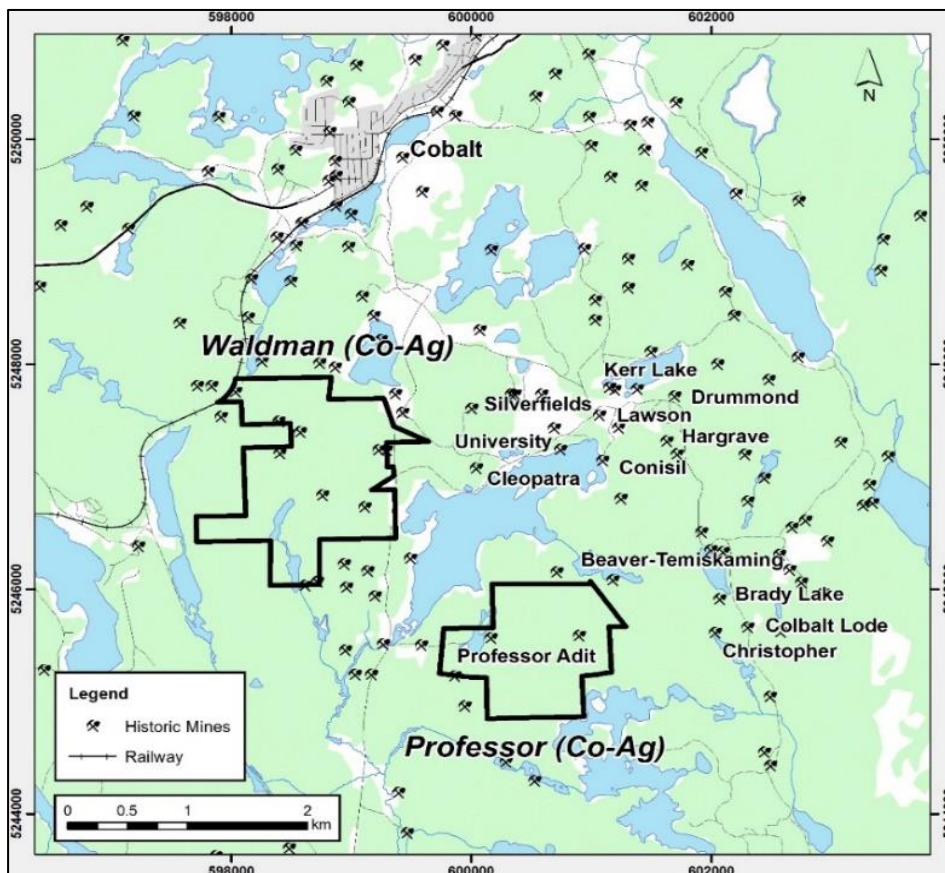 598000
600000
602000
N
5250000
Cobalt
Waldman (Co-Ag)
5248000
Kerr Lake
Silverfields
Drummond
Lawson
University
Hargrave
Cleopatra
Conisil
Beaver-Temiskaming
5246000
Brady Lake
Colbalt Lode
Professor Adit
Christopher
Professor (Co-Ag)
Legend
Historic Mines
Railway
0 0.5 1 2
km
5244000
598000
600000
602000